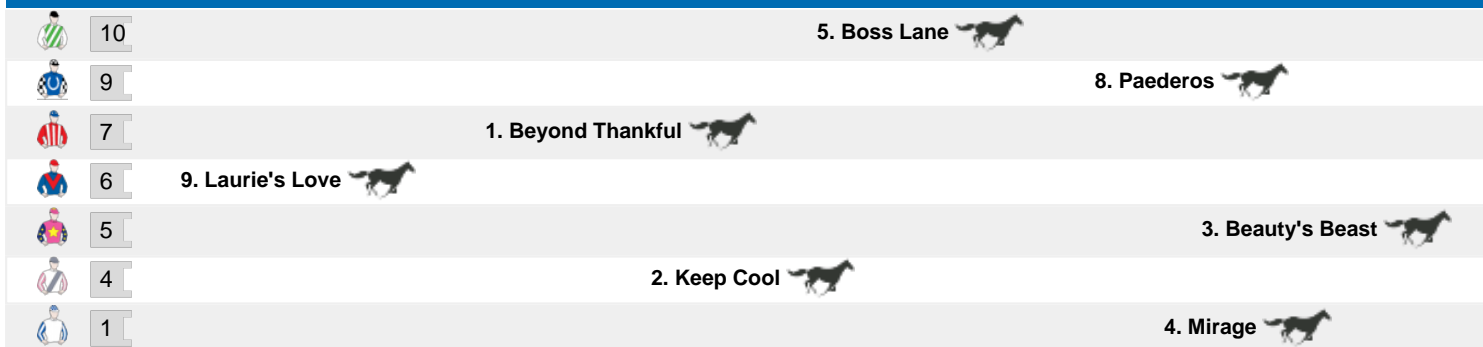 10 5. Boss Lane
9 8. Paederos
7 1. Beyond Thankful
6 9. Laurie's Love
5 3. Beauty's Beast
4 2. Keep Cool
1 4. Mirage